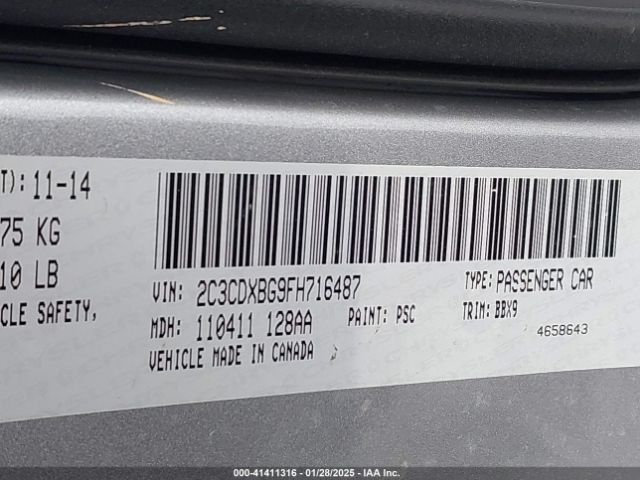 T): 11-14
75 KG
10 LB
CLE SAFETY,
VIN: 2C3CDXBG9FH716487
TYPE: PASSENGER CAR
MDH: 110411 128AA
PAINT: PSC
TRIM: BBX9
VEHICLE MADE IN CANADA
4658643
000-41411316 | 01/28/2025 | IAA Inc.